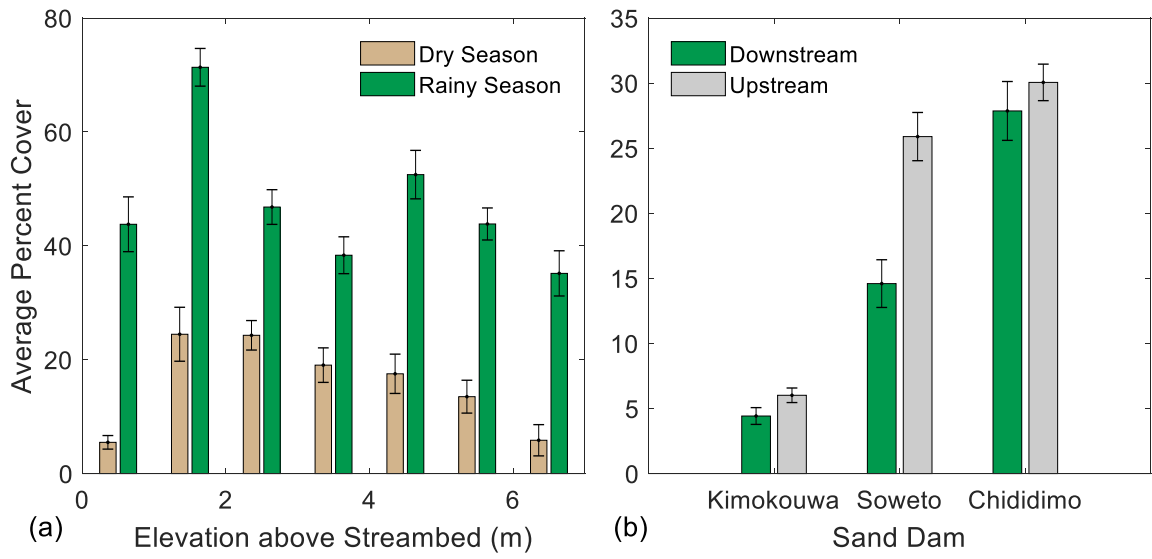 80
60
40
20
0
Average Percent Cover
Dry Season
Rainy Season
0 2 4 6
Elevation above Streambed (m)
(a)
35
30
25
20
15
10
5
0
Downstream
Upstream
Kimokouwa Soweto Chididimo
Sand Dam
(b)